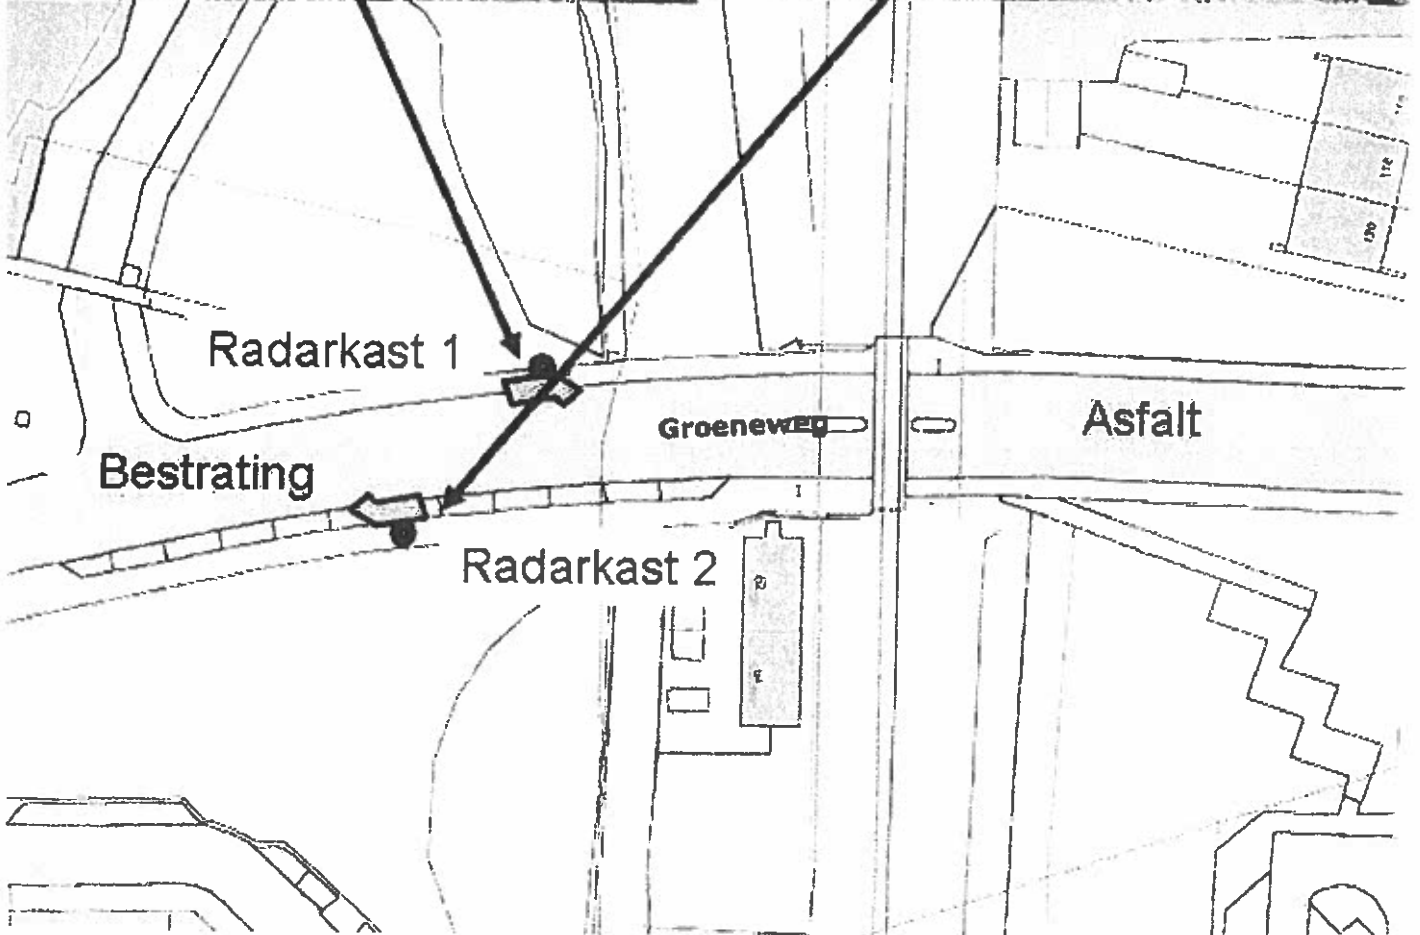 Radarkast 1
Groeneweg
Asfalt
Bestrating
Radarkast 2